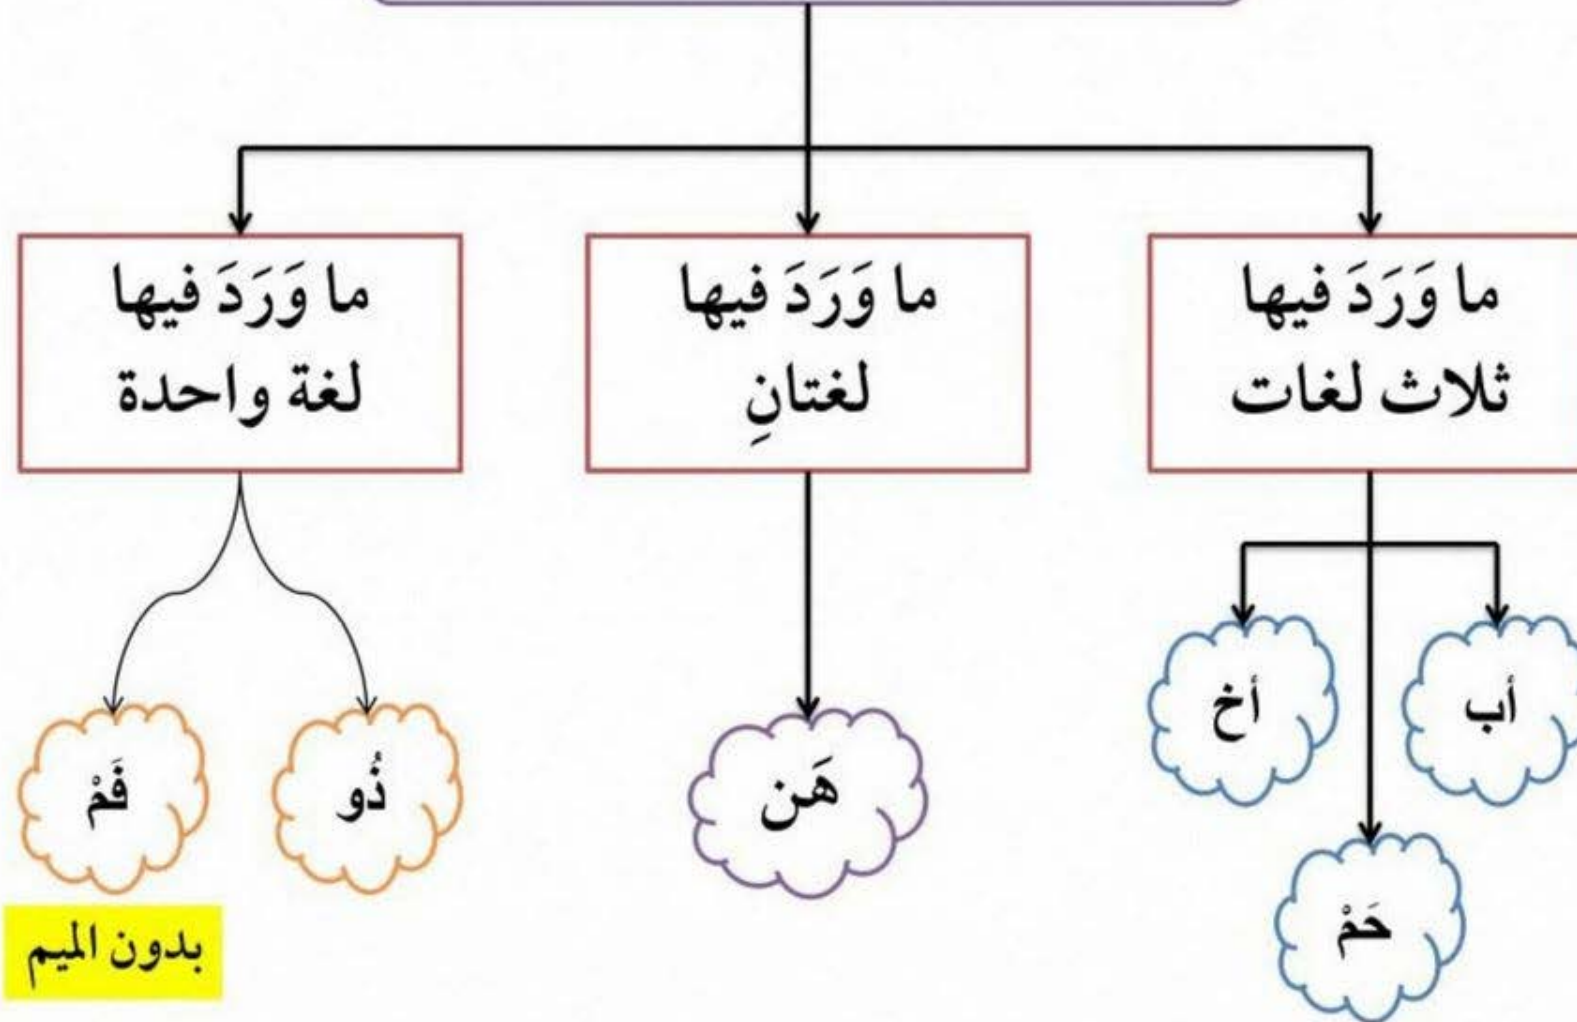 ما وَرَدَ فيها
ثلاث لغات
ما وَرَدَ فيها
لغتانِ
ما وَرَدَ فيها
لغة واحدة
أب
أخ
حَمْ
هَن
ذُو
فَمْ
بدون الميم